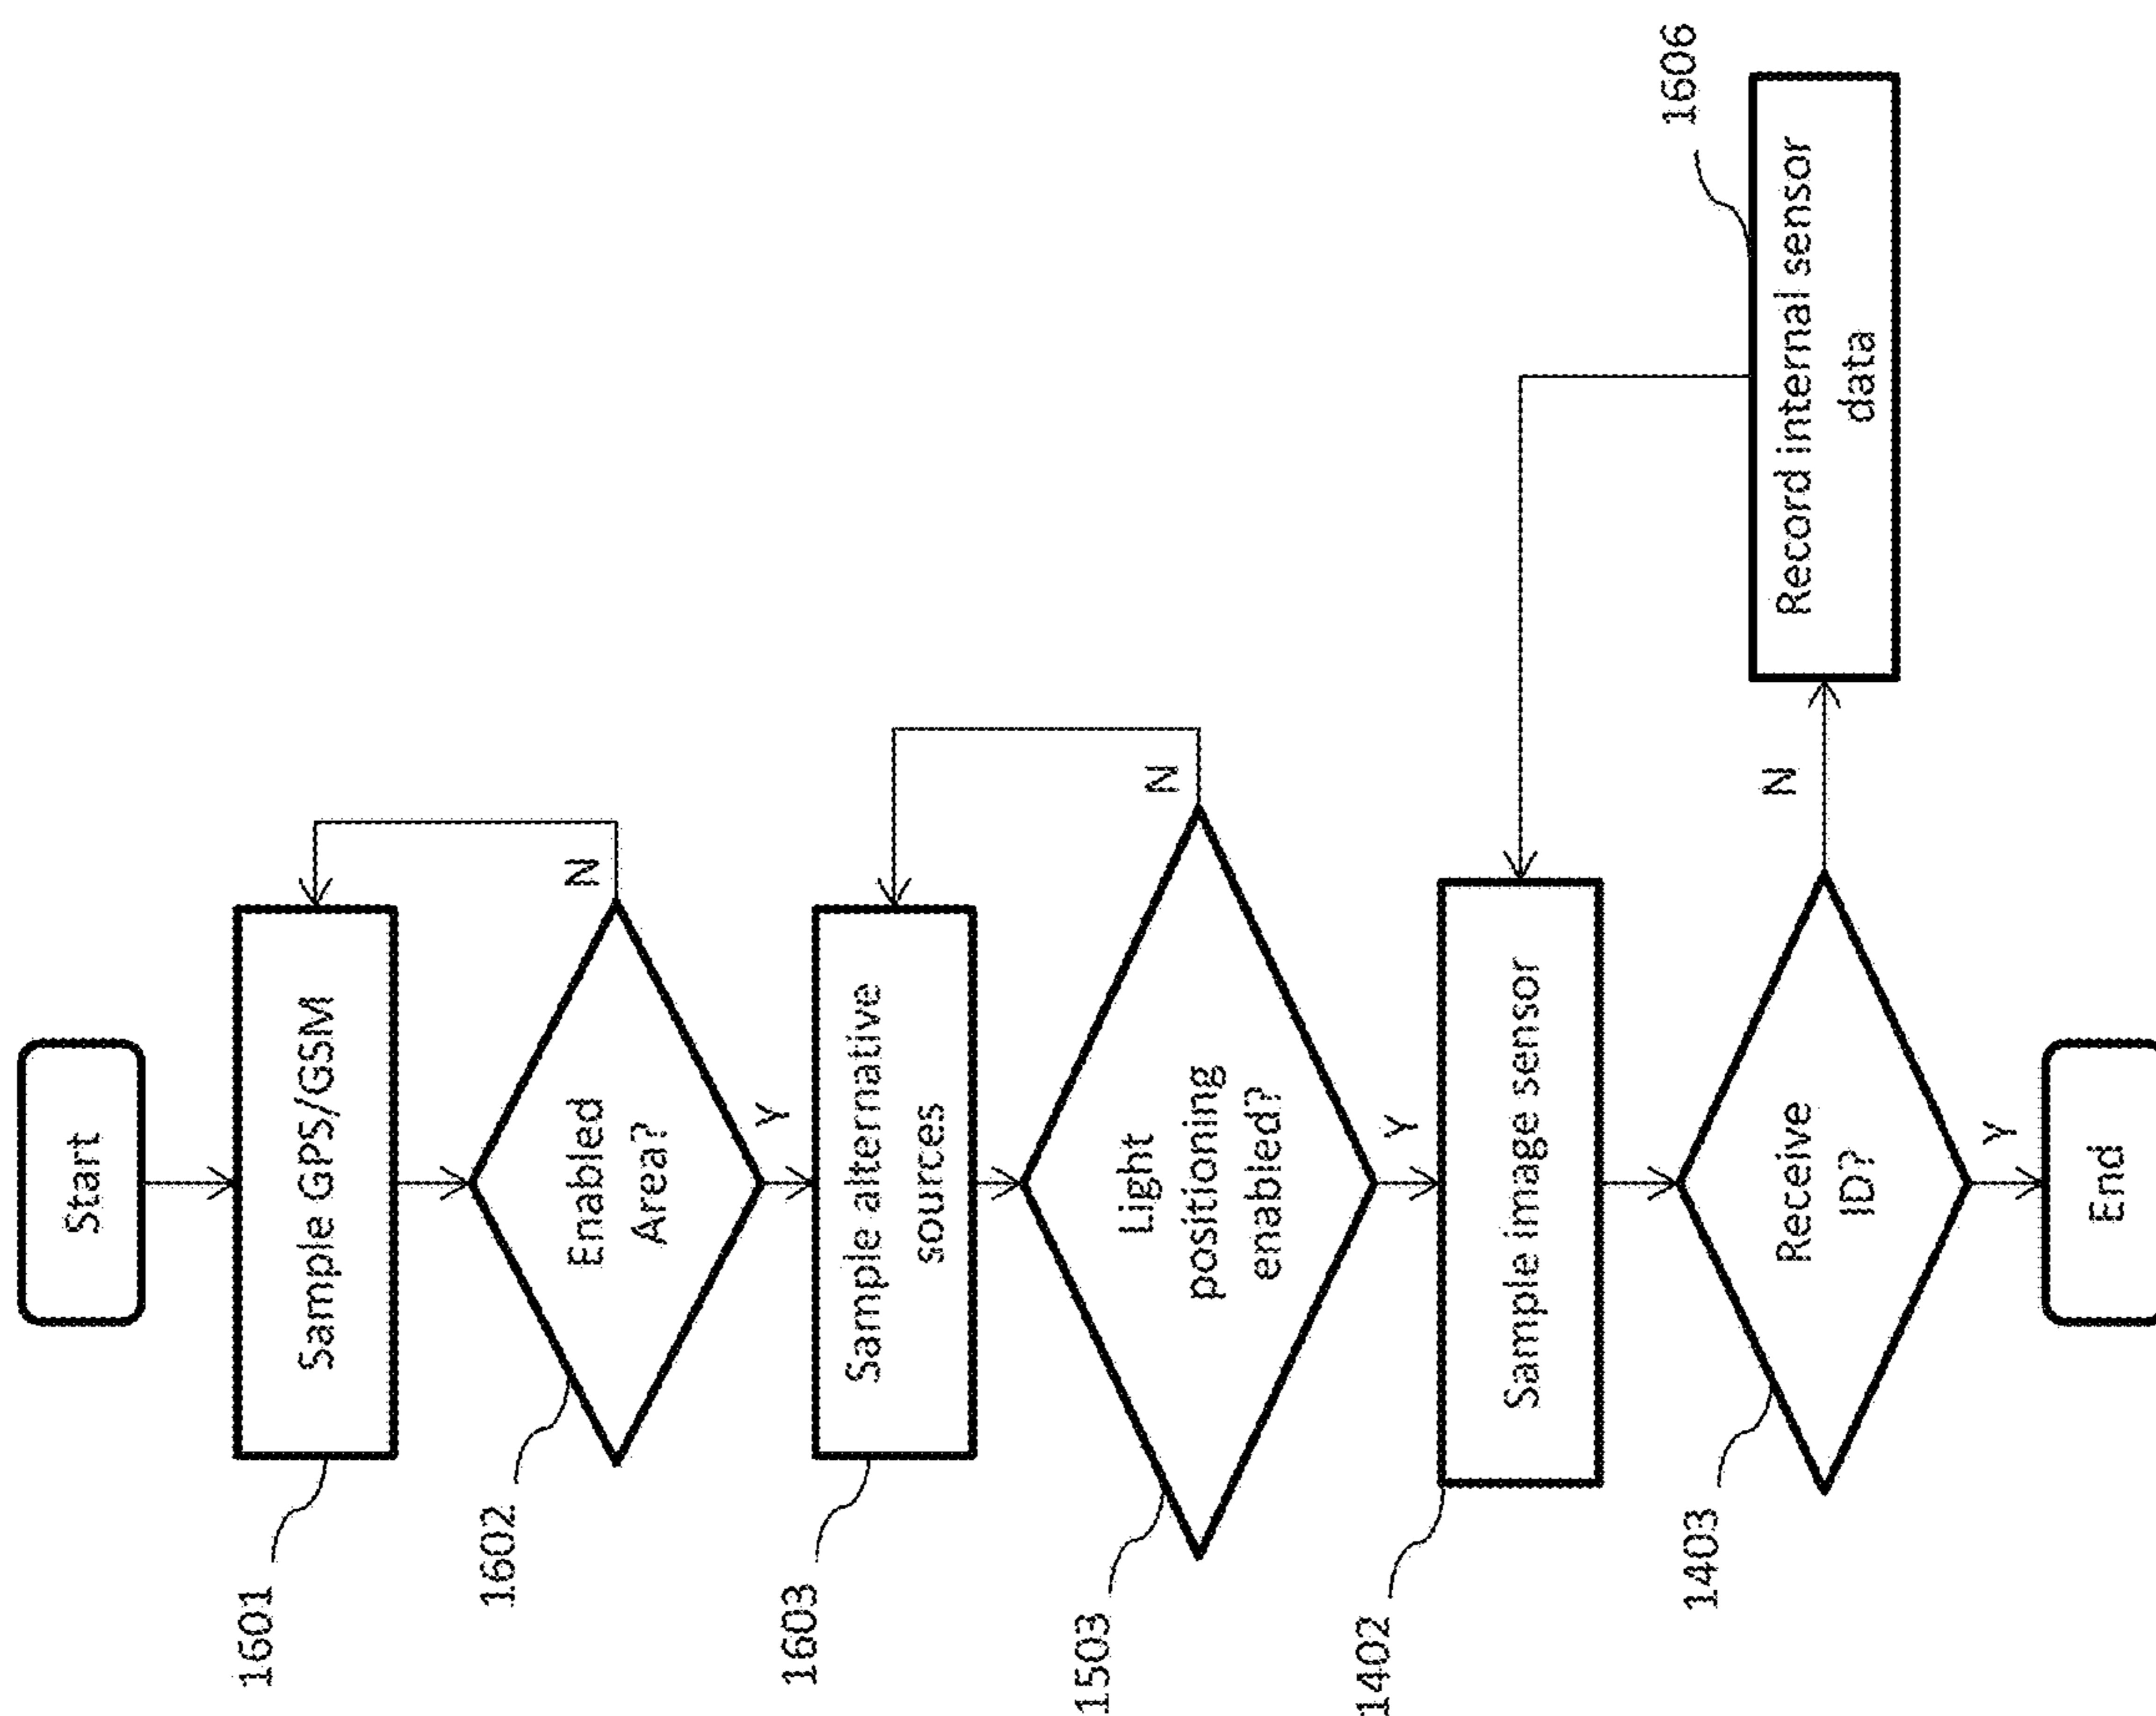 Start
1601
Sample GPS/GSM
1602
Enabled
Area?
N
Y
1603
Sample alternative
sources
1503
Light
positioning
enabled?
N
Y
1402
Sample image sensor
1403
Receive
ID?
N
1606
Record internal sensor
data
Y
End